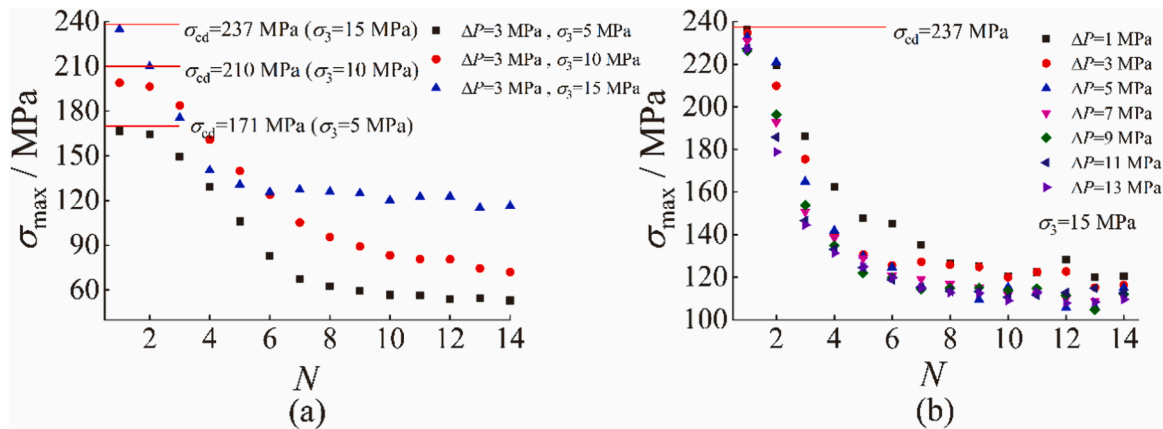 240
210
180
150
120
90
60
σmax / MPa
σcd=237 MPa (σ3=15 MPa)
σcd=210 MPa (σ3=10 MPa)
σcd=171 MPa (σ3=5 MPa)
ΔP=3 MPa , σ3=5 MPa
ΔP=3 MPa , σ3=10 MPa
ΔP=3 MPa , σ3=15 MPa
2 4 6 8 10 12 14
N
(a)
240
220
200
180
160
140
120
100
σmax / MPa
σcd=237 MPa
ΔP=1 MPa
ΔP=3 MPa
ΔP=5 MPa
ΔP=7 MPa
ΔP=9 MPa
ΔP=11 MPa
ΔP=13 MPa
σ3=15 MPa
2 4 6 8 10 12 14
N
(b)